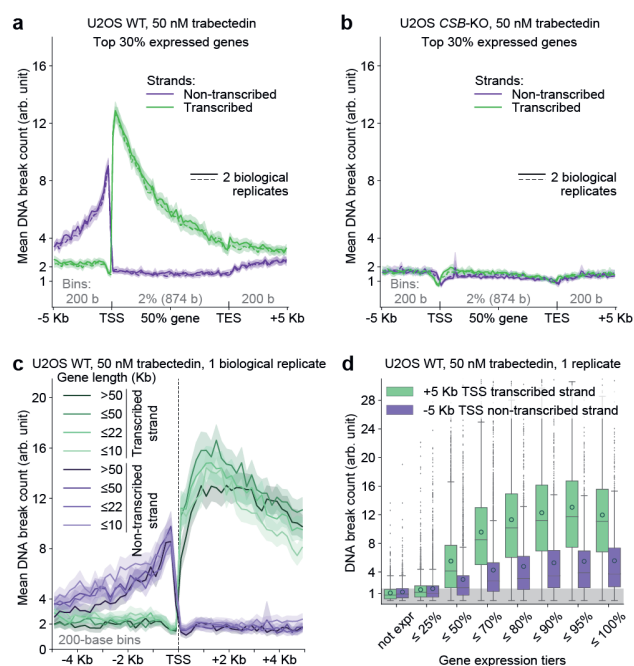 a
U2OS WT, 50 nM trabectedin
Top 30% expressed genes
Mean DNA break count (arb. unit)
16
12
8
4
2
1
Strands:
Non-transcribed
Transcribed
2 biological
replicates
Bins:
200 b
2% (874 b)
200 b
-5 Kb
TSS
50% gene
TES
+5 Kb
b
U2OS CSB-KO, 50 nM trabectedin
Top 30% expressed genes
Mean DNA break count (arb. unit)
16
12
8
4
2
1
Strands:
Non-transcribed
Transcribed
2 biological
replicates
Bins:
200 b
2% (874 b)
200 b
-5 Kb
TSS
50% gene
TES
+5 Kb
c
U2OS WT, 50 nM trabectedin, 1 biological replicate
Mean DNA break count (arb. unit)
20
16
12
8
4
2
0
Gene length (Kb)
>50
≤50
≤22
≤10
Transcribed
strand
>50
≤50
≤22
≤10
Non-transcribed
strand
200-base bins
-4 Kb
-2 Kb
TSS
+2 Kb
+4 Kb
d
U2OS WT, 50 nM trabectedin, 1 replicate
DNA break count (arb. unit)
28
24
20
16
12
8
4
1
+5 Kb TSS transcribed strand
-5 Kb TSS non-transcribed strand
not expr
≤ 25%
≤ 50%
≤ 70%
≤ 80%
≤ 90%
≤ 95%
≤ 100%
Gene expression tiers